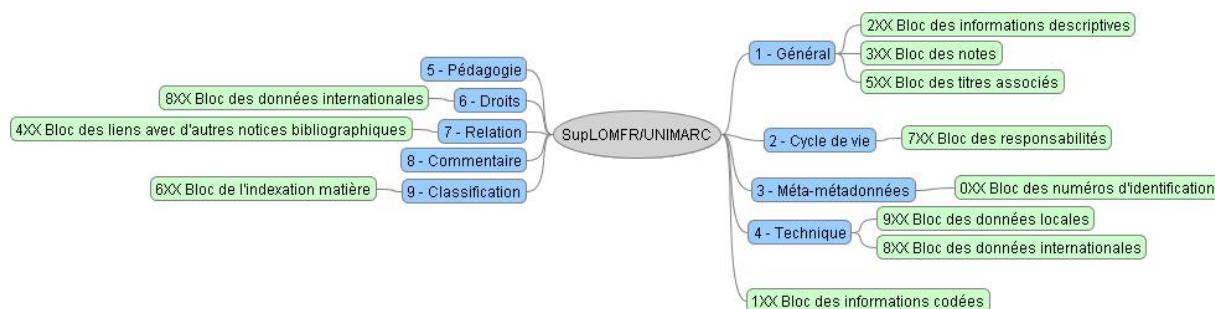 SupLOMFR/UNIMARC
1 - Général
2XX Bloc des informations descriptives
3XX Bloc des notes
5XX Bloc des titres associés
2 - Cycle de vie
7XX Bloc des responsabilités
3 - Méta-métadonnées
0XX Bloc des numéros d'identification
4 - Technique
9XX Bloc des données locales
8XX Bloc des données internationales
1XX Bloc des informations codées
5 - Pédagogie
6 - Droits
8XX Bloc des données internationales
7 - Relation
4XX Bloc des liens avec d'autres notices bibliographiques
8 - Commentaire
9 - Classification
6XX Bloc de l'indexation matière